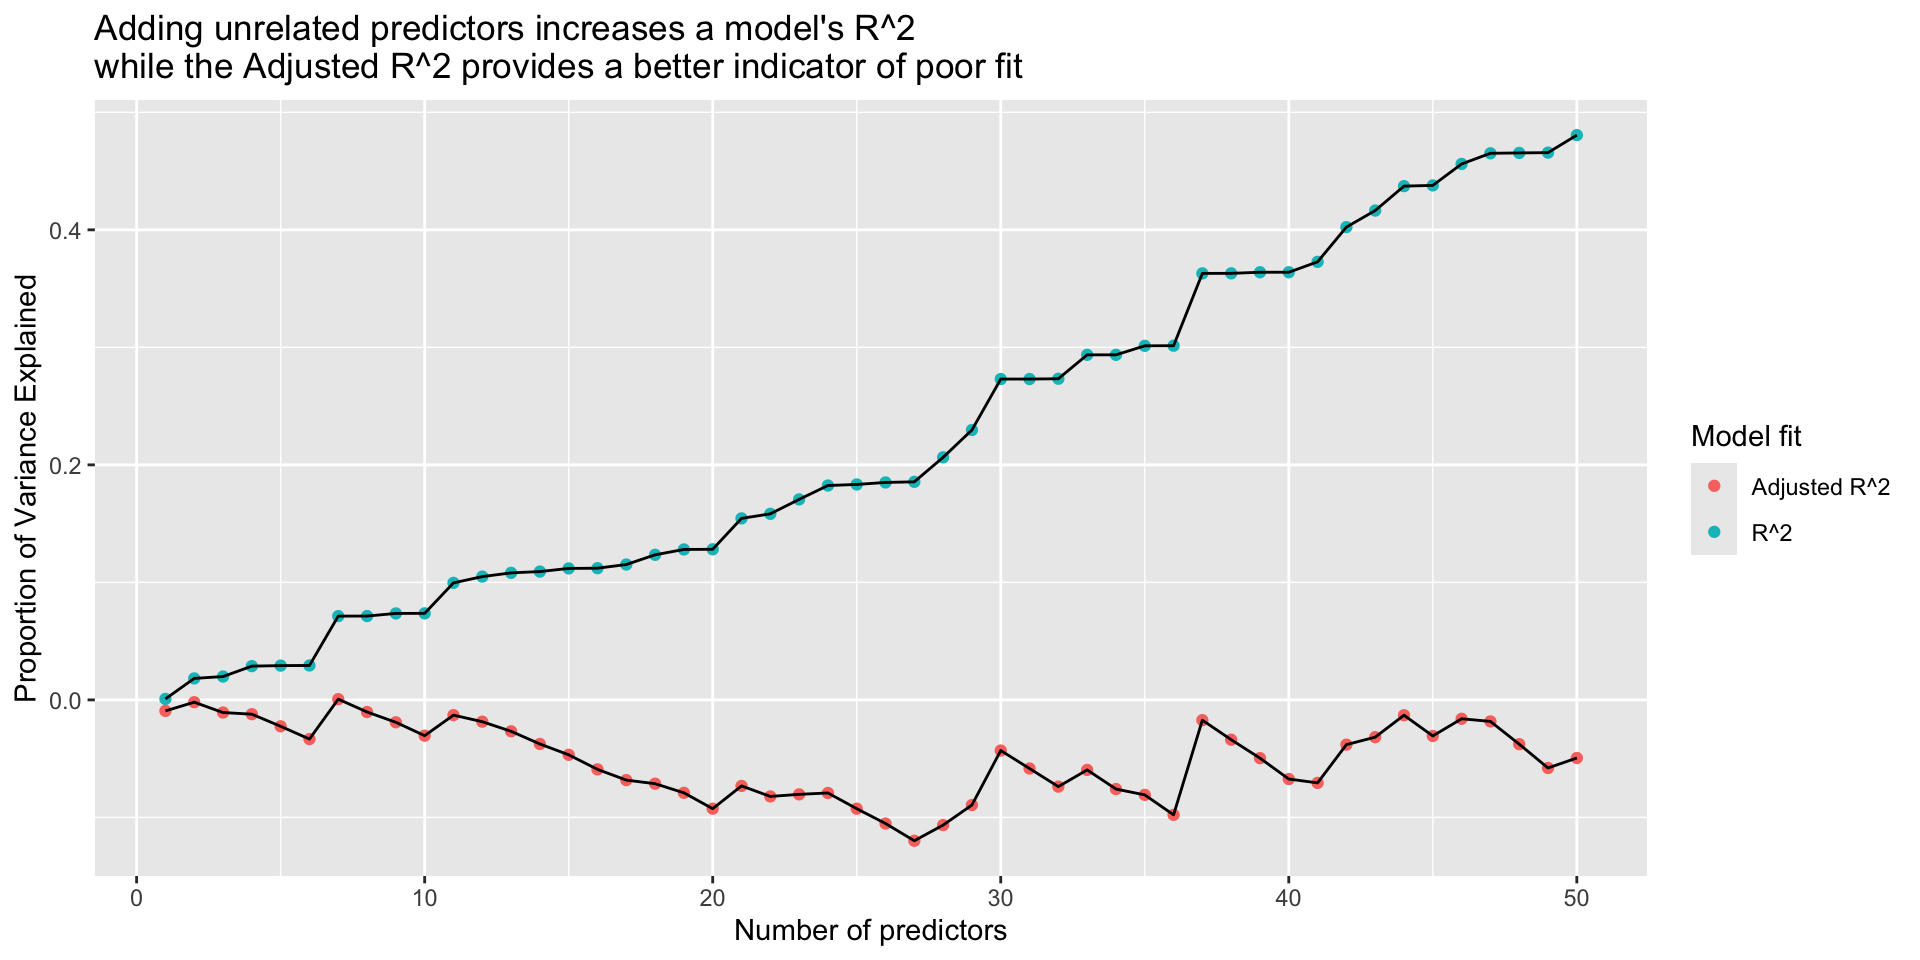 Adding unrelated predictors increases a model's R^2
while the Adjusted R^2 provides a better indicator of poor fit
Proportion of Variance Explained
0.4
0.2
0.0
0 10 20 30 40 50
Number of predictors
Model fit
Adjusted R^2
R^2